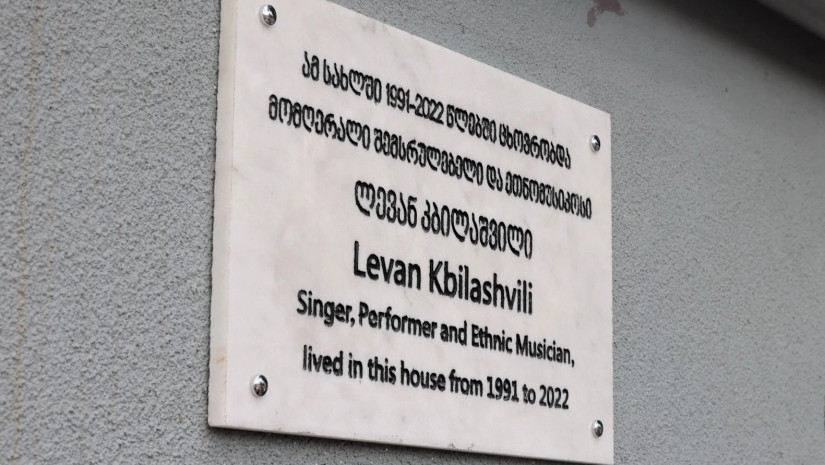 ამ სახლში 1991-2022 წლებში ცხოვრობდა
მომღერალი შემსრულებელი და ეთნომუსიკოსი
ლევან კბილაშვილი
Levan Kbilashvili
Singer, Performer and Ethnic Musician,
lived in this house from 1991 to 2022